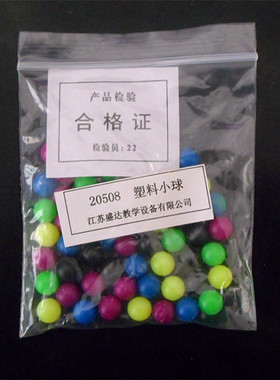 产品检验
合格证
检验员:22
20508 塑料小球
江苏盛达教学设备有限公司